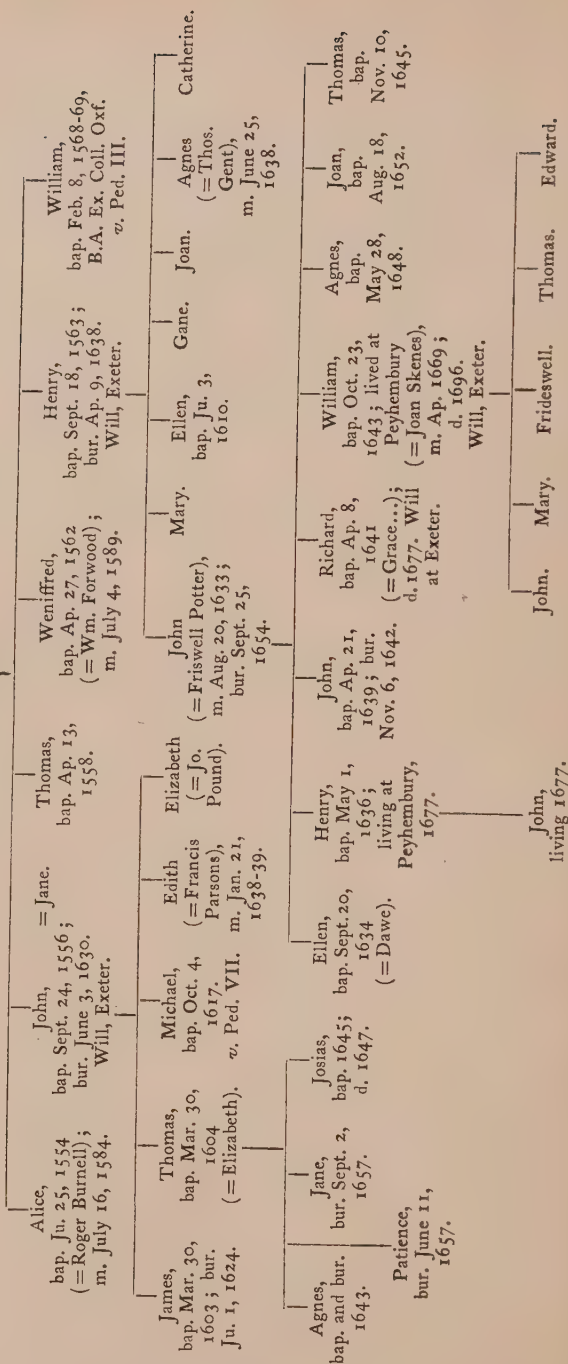 Alice,
bap. Ju. 25, 1554
(= Roger Burnell);
m. July 16, 1584.
John, = Jane.
bap. Sept. 24, 1556;
bur. June 3, 1630.
Will, Exeter.
Thomas,
bap. Ap. 13,
1558.
Weniffred,
bap. Ap. 27, 1562
(= Wm. Forwood);
m. July 4, 1589.
Henry,
bap. Sept. 18, 1563;
bur. Ap. 9, 1638.
Will, Exeter.
William,
bap. Feb. 8, 1568-69,
B.A. Ex. Coll. Oxf.
v. Ped. III.
James,
bap. Mar. 30,
1603; bur.
Ju. 1, 1624.
Thomas,
bap. Mar. 30,
1604
(= Elizabeth).
Michael,
bap. Oct. 4,
1617.
v. Ped. VII.
Edith
(= Francis
Parsons),
m. Jan. 21,
1638-39.
Elizabeth
(= Jo.
Pound).
John
(= Friswell Potter),
m. Aug. 20, 1633;
bur. Sept. 25,
1654.
Mary.
Ellen,
bap. Ju. 3,
1610.
Gane.
Joan.
Agnes
(= Thos.
Gent),
m. June 25,
1638.
Catherine.
Agnes,
bap. and bur.
1643.
Patience,
bur. June 11,
1657.
Jane,
bur. Sept. 2,
1657.
Josias,
bap. 1645;
d. 1647.
Ellen,
bap. Sept. 20,
1634
(= Dawe).
Henry,
bap. May 1,
1636;
living at
Peyhembury,
1677.
John,
bap. Ap. 21,
1639; bur.
Nov. 6, 1642.
Richard,
bap. Ap. 8,
1641
(= Grace...);
d. 1677. Will
at Exeter.
William,
bap. Oct. 23,
1643; lived at
Peyhembury
(= Joan Skenes),
m. Ap. 1669;
d. 1696.
Will, Exeter.
Agnes,
bap.
May 28,
1648.
Joan,
bap.
Aug. 18,
1652.
Thomas,
bap.
Nov. 10,
1645.
John,
living 1677.
John.
Mary.
Frideswell.
Thomas.
Edward.